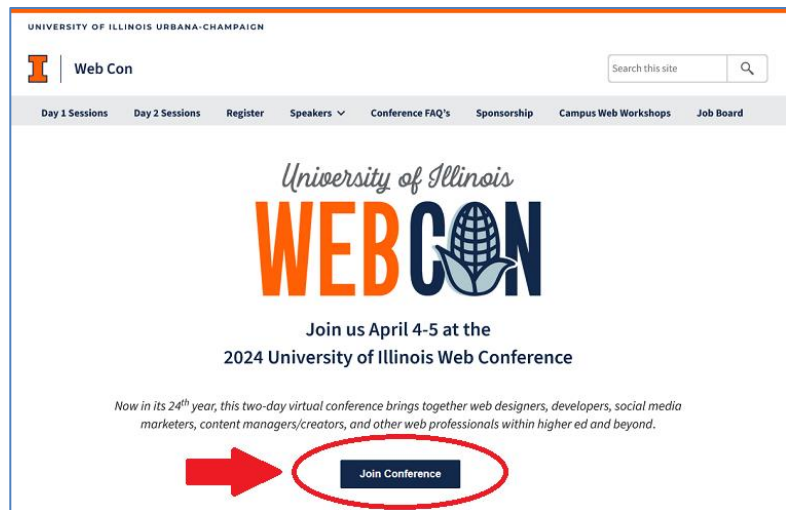 UNIVERSITY OF ILLINOIS URBANA-CHAMPAIGN
I
Web Con
Search this site
Day 1 Sessions Day 2 Sessions Register Speakers Conference FAQ's Sponsorship Campus Web Workshops Job Board
University of Illinois
WEBCON
Join us April 4-5 at the
2024 University of Illinois Web Conference
Now in its 24th year, this two-day virtual conference brings together web designers, developers, social media
marketers, content managers/creators, and other web professionals within higher ed and beyond.
Join Conference